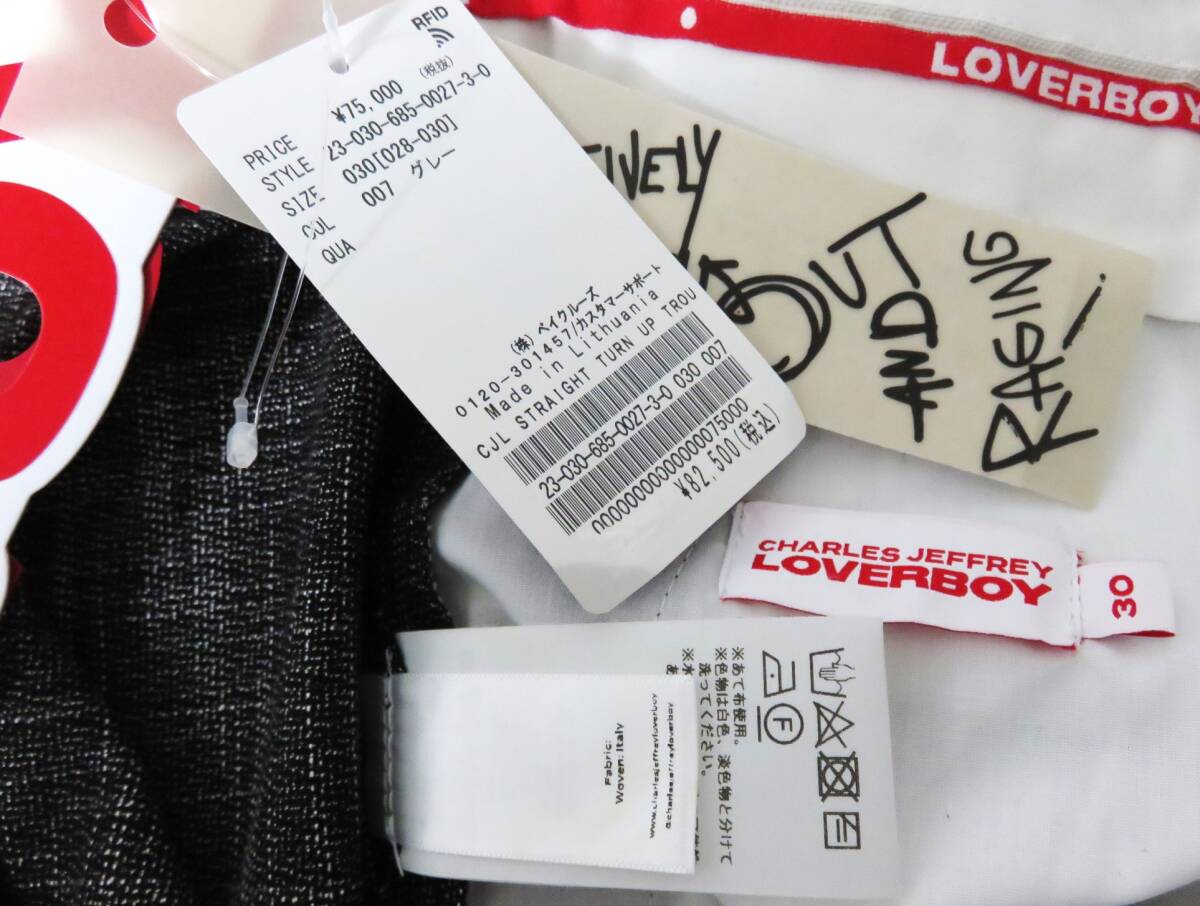 RFID
PRICE ¥75,000 (税抜)
STYLE 23-030-685-0027-3-0
SIZE 030[028-030]
COL 007 グレー
QUA
(株) ベイクルーズ
0120-301457/カスタマーサポート
Made in Lithuania
CJL STRAIGHT TURN UP TROU
23-030-685-0027-3-0 030 007
¥82,500(税込)
LOVERBOY
OUT
AND
RAGING
CHARLES JEFFREY
LOVERBOY
30
Fabric:
Woven: Italy
www.charlesjeffreyloverboy
@charlesjeffreyloverboy
※あて布使用。
※色物は白色、淡色物と分けて
洗ってください。
F